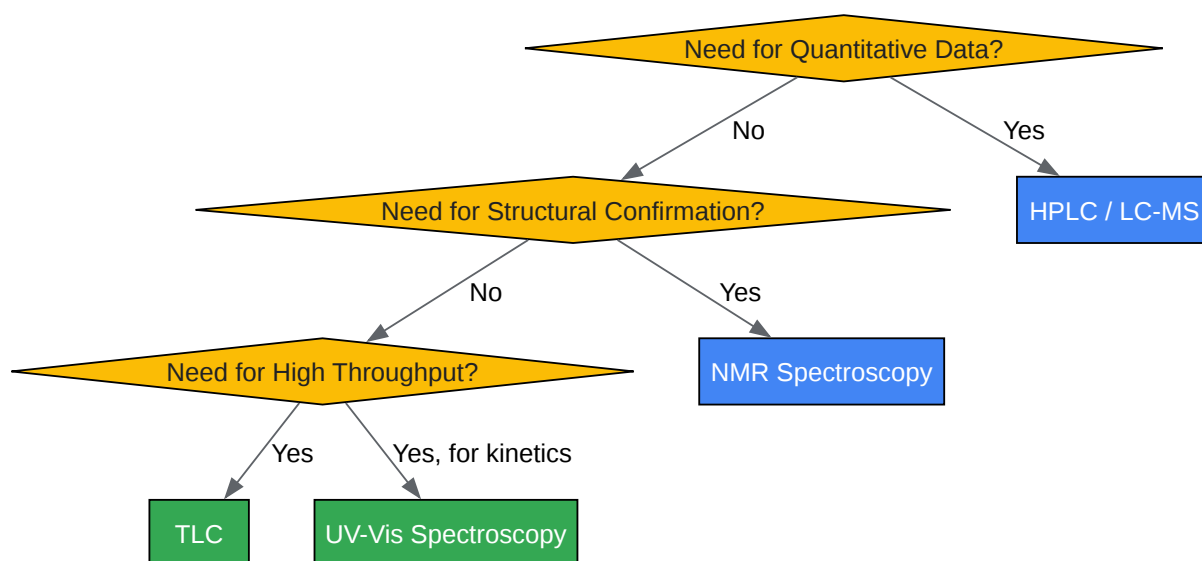 Need for Quantitative Data?
No
Yes
Need for Structural Confirmation?
HPLC / LC-MS
No
Yes
Need for High Throughput?
NMR Spectroscopy
Yes
Yes, for kinetics
TLC
UV-Vis Spectroscopy